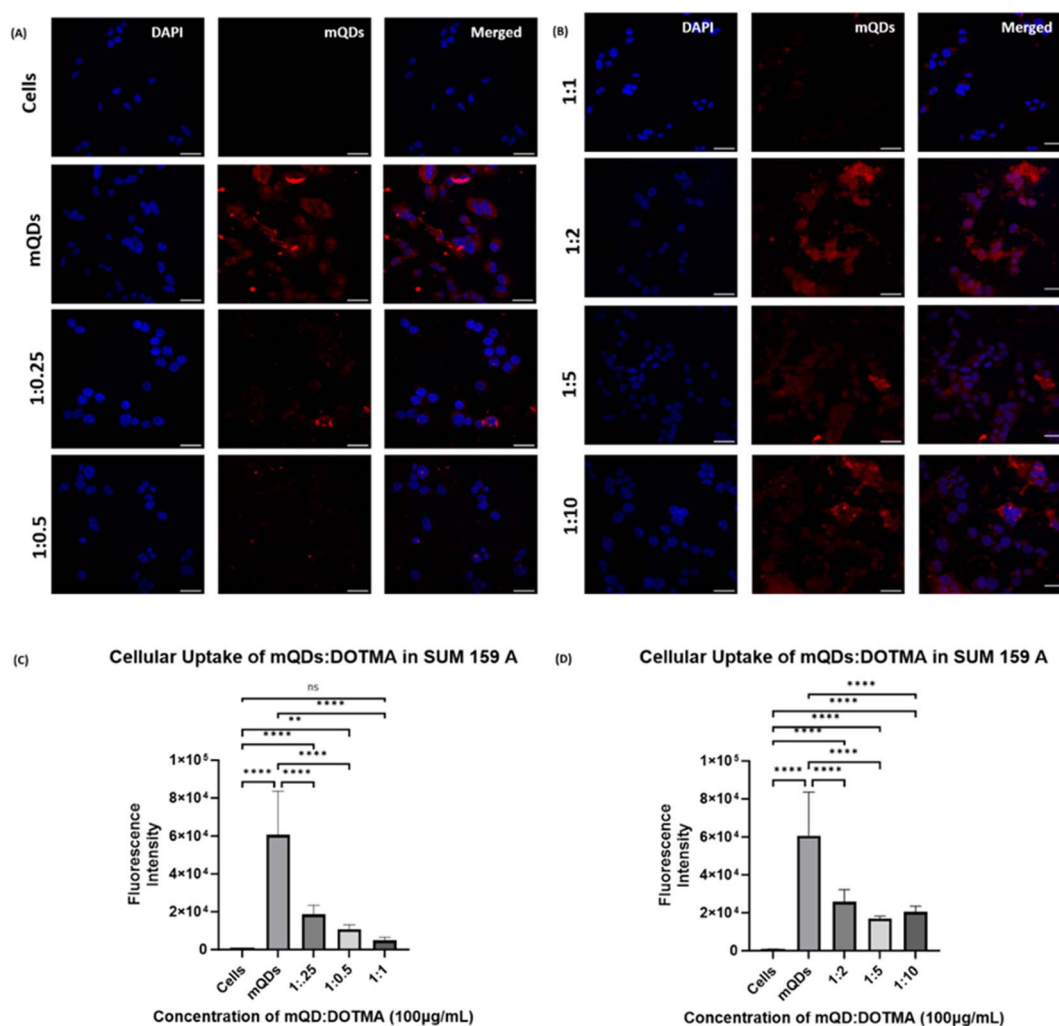 (A)
DAPI mQDs Merged
Cells
mQDs
1:0.25
1:0.5
(B)
DAPI mQDs Merged
1:1
1:2
1:5
1:10
(C)
Cellular Uptake of mQDs:DOTMA in SUM 159 A
ns
****
**
****
****
**** ****
Fluorescence
Intensity
1×10⁵
8×10⁴
6×10⁴
4×10⁴
2×10⁴
0
Cells mQDs 1:.25 1:0.5 1:1
Concentration of mQD:DOTMA (100µg/mL)
(D)
Cellular Uptake of mQDs:DOTMA in SUM 159 A
****
****
****
****
****
**** ****
Fluorescence
Intensity
1×10⁵
8×10⁴
6×10⁴
4×10⁴
2×10⁴
0
Cells mQDs 1:2 1:5 1:10
Concentration of mQD:DOTMA (100µg/mL)